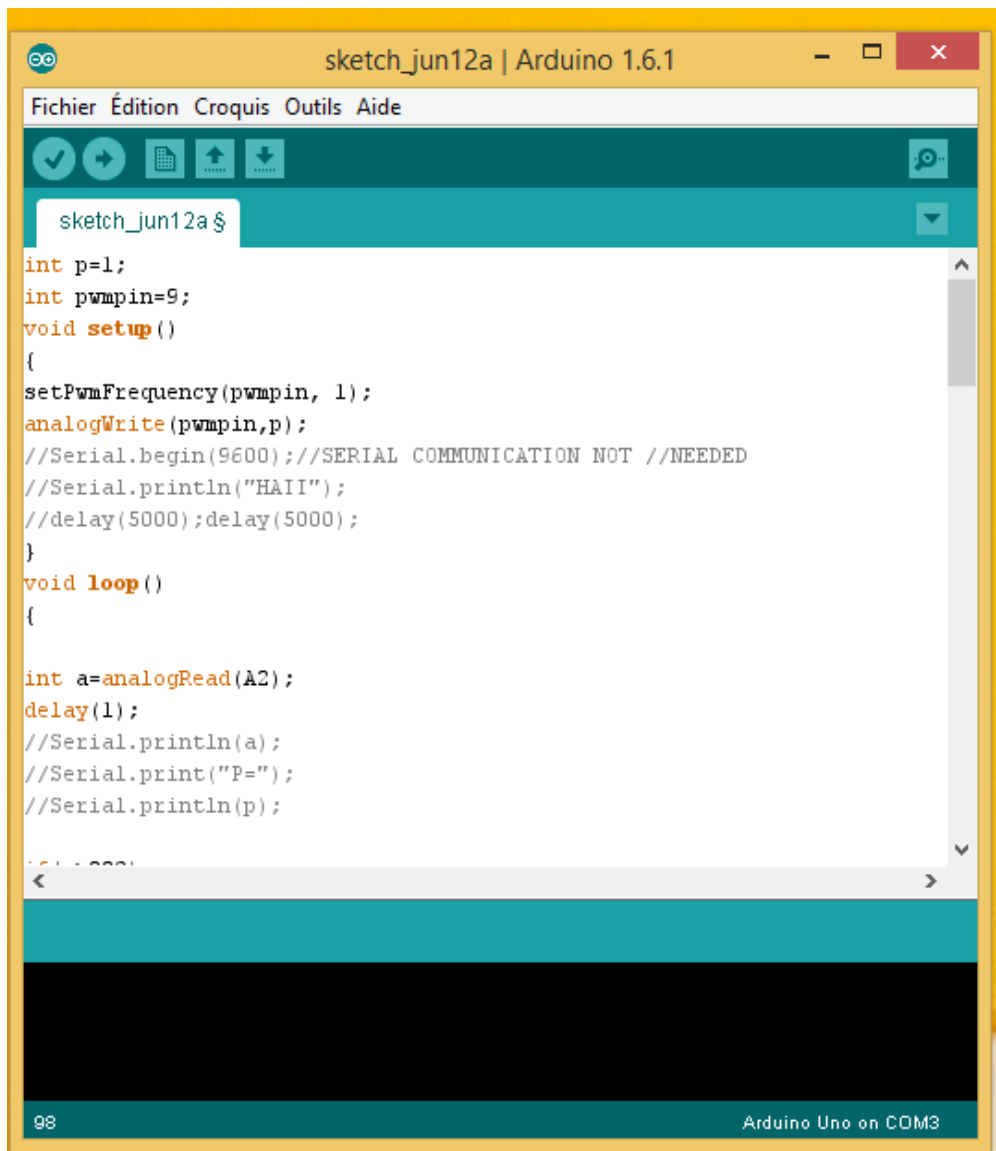 sketch_jun12a | Arduino 1.6.1
Fichier Édition Croquis Outils Aide
sketch_jun12a §
int p=1;
int pwmpin=9;
void setup()
{
setPwmFrequency(pwmpin, 1);
analogWrite(pwmpin,p);
//Serial.begin(9600);//SERIAL COMMUNICATION NOT //NEEDED
//Serial.println("HAII");
//delay(5000);delay(5000);
}
void loop()
{
int a=analogRead(A2);
delay(1);
//Serial.println(a);
//Serial.print("P=");
//Serial.println(p);
98
Arduino Uno on COM3